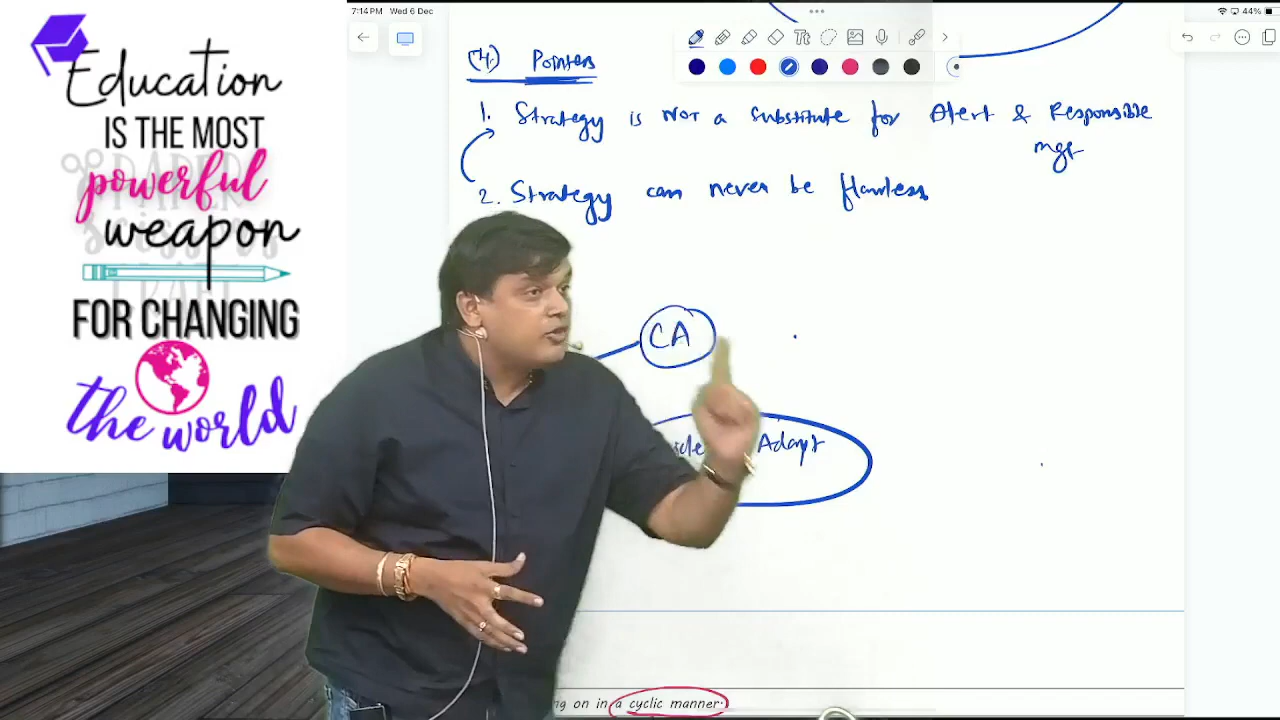 7:14 PM Wed 6 Dec
44%
Education
IS THE MOST
powerful
weapon
FOR CHANGING
the world
(4.) Pointers
1. Strategy is NOT a substitute for Alert & Responsible
mgt
2. Strategy can never be flawless
CA
Adapt
ng on in a cyclic manner.